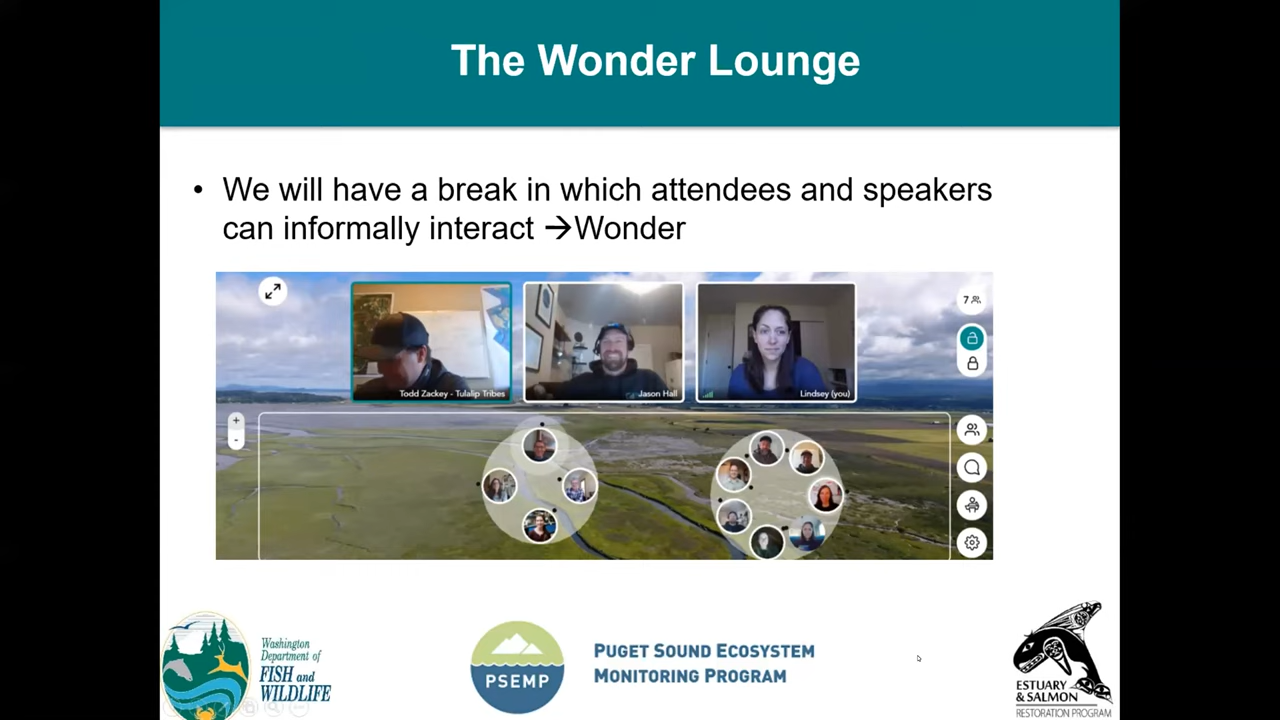 The Wonder Lounge
• We will have a break in which attendees and speakers
can informally interact →Wonder
Todd Zackey - Tulalip Tribes
Jason Hall
Lindsey (you)
7
+
-
Washington
Department of
FISH and
WILDLIFE
PSEMP
PUGET SOUND ECOSYSTEM
MONITORING PROGRAM
ESTUARY
& SALMON
RESTORATION PROGRAM